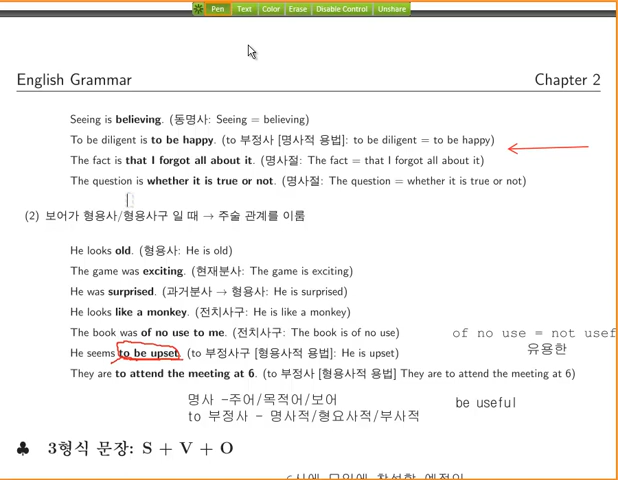 Pen Text Color Erase Disable Control Unshare
English Grammar Chapter 2
Seeing is believing. (동명사: Seeing = believing)
To be diligent is to be happy. (to 부정사 [명사적 용법]: to be diligent = to be happy)
The fact is that I forgot all about it. (명사절: The fact = that I forgot all about it)
The question is whether it is true or not. (명사절: The question = whether it is true or not)
(2) 보어가 형용사/형용사구 일 때 → 주술 관계를 이룸
He looks old. (형용사: He is old)
The game was exciting. (현재분사: The game is exciting)
He was surprised. (과거분사 → 형용사: He is surprised)
He looks like a monkey. (전치사구: He is like a monkey)
The book was of no use to me. (전치사구: The book is of no use) of no use = not usef
He seems to be upset. (to 부정사구 [형용사적 용법]: He is upset) 유용한
They are to attend the meeting at 6. (to 부정사 [형용사적 용법] They are to attend the meeting at 6)
명사 -주어/목적어/보어 be useful
to 부정사 - 명사적/형요사적/부사적
♣ 3형식 문장: S + V + O